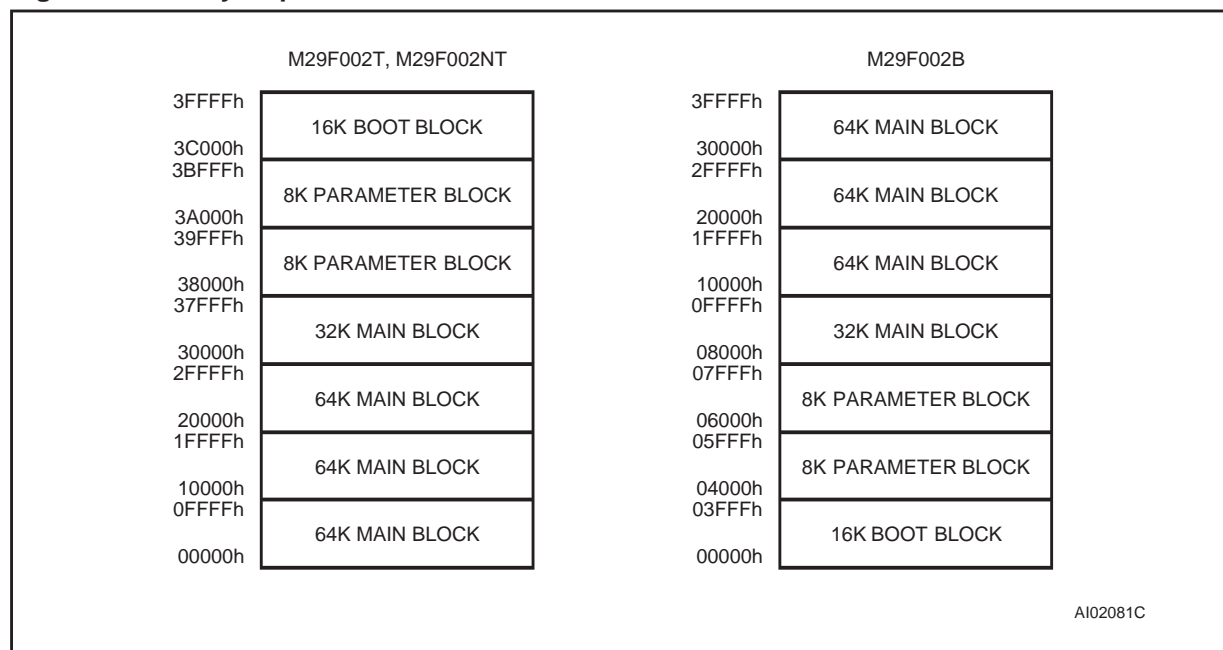 M29F002T, M29F002NT
3FFFFh
16K BOOT BLOCK
3C000h
3BFFFh
8K PARAMETER BLOCK
3A000h
39FFFh
8K PARAMETER BLOCK
38000h
37FFFh
32K MAIN BLOCK
30000h
2FFFFh
64K MAIN BLOCK
20000h
1FFFFh
64K MAIN BLOCK
10000h
0FFFFh
64K MAIN BLOCK
00000h
M29F002B
3FFFFh
64K MAIN BLOCK
30000h
2FFFFh
64K MAIN BLOCK
20000h
1FFFFh
64K MAIN BLOCK
10000h
0FFFFh
32K MAIN BLOCK
08000h
07FFFh
8K PARAMETER BLOCK
06000h
05FFFh
8K PARAMETER BLOCK
04000h
03FFFh
16K BOOT BLOCK
00000h
AI02081C